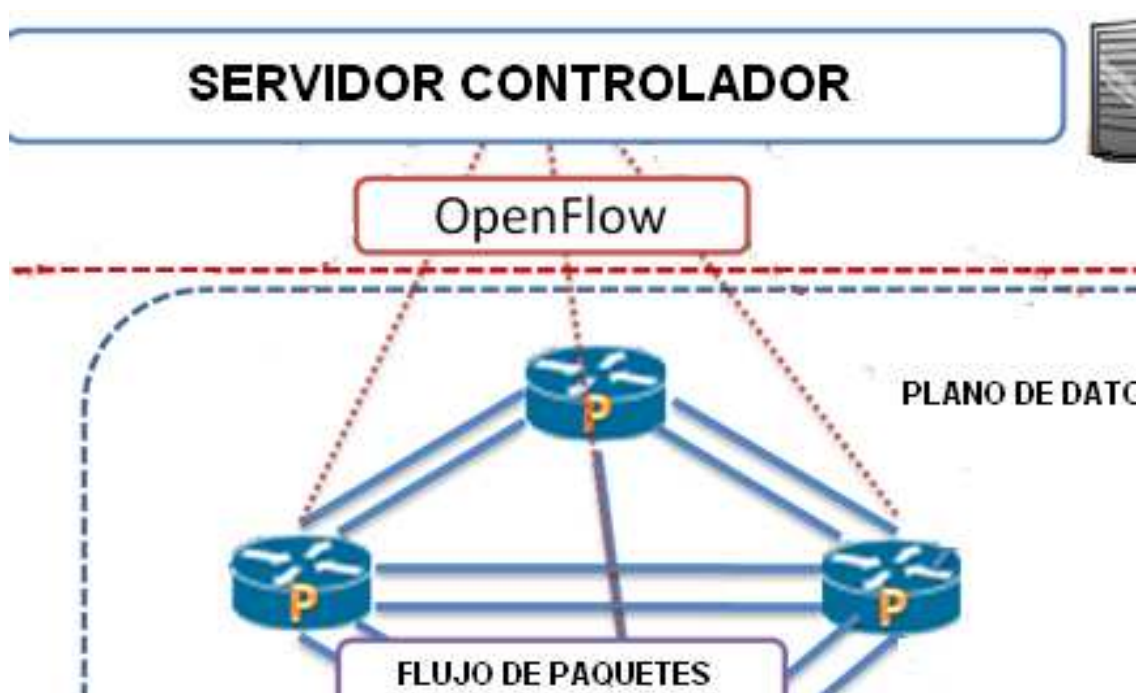 SERVIDOR CONTROLADOR
OpenFlow
PLANO DE DATO
P
P
P
FLUJO DE PAQUETES